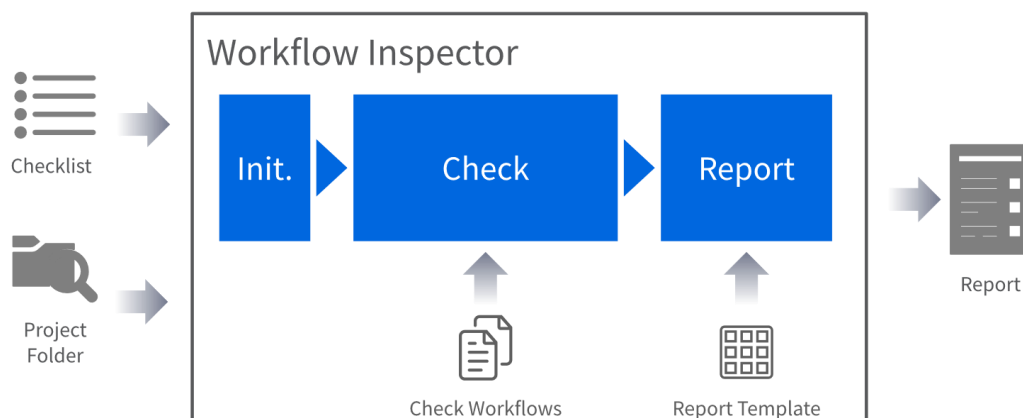 Workflow Inspector
Checklist
Init.
Check
Report
Project
Folder
Report
Check Workflows
Report Template